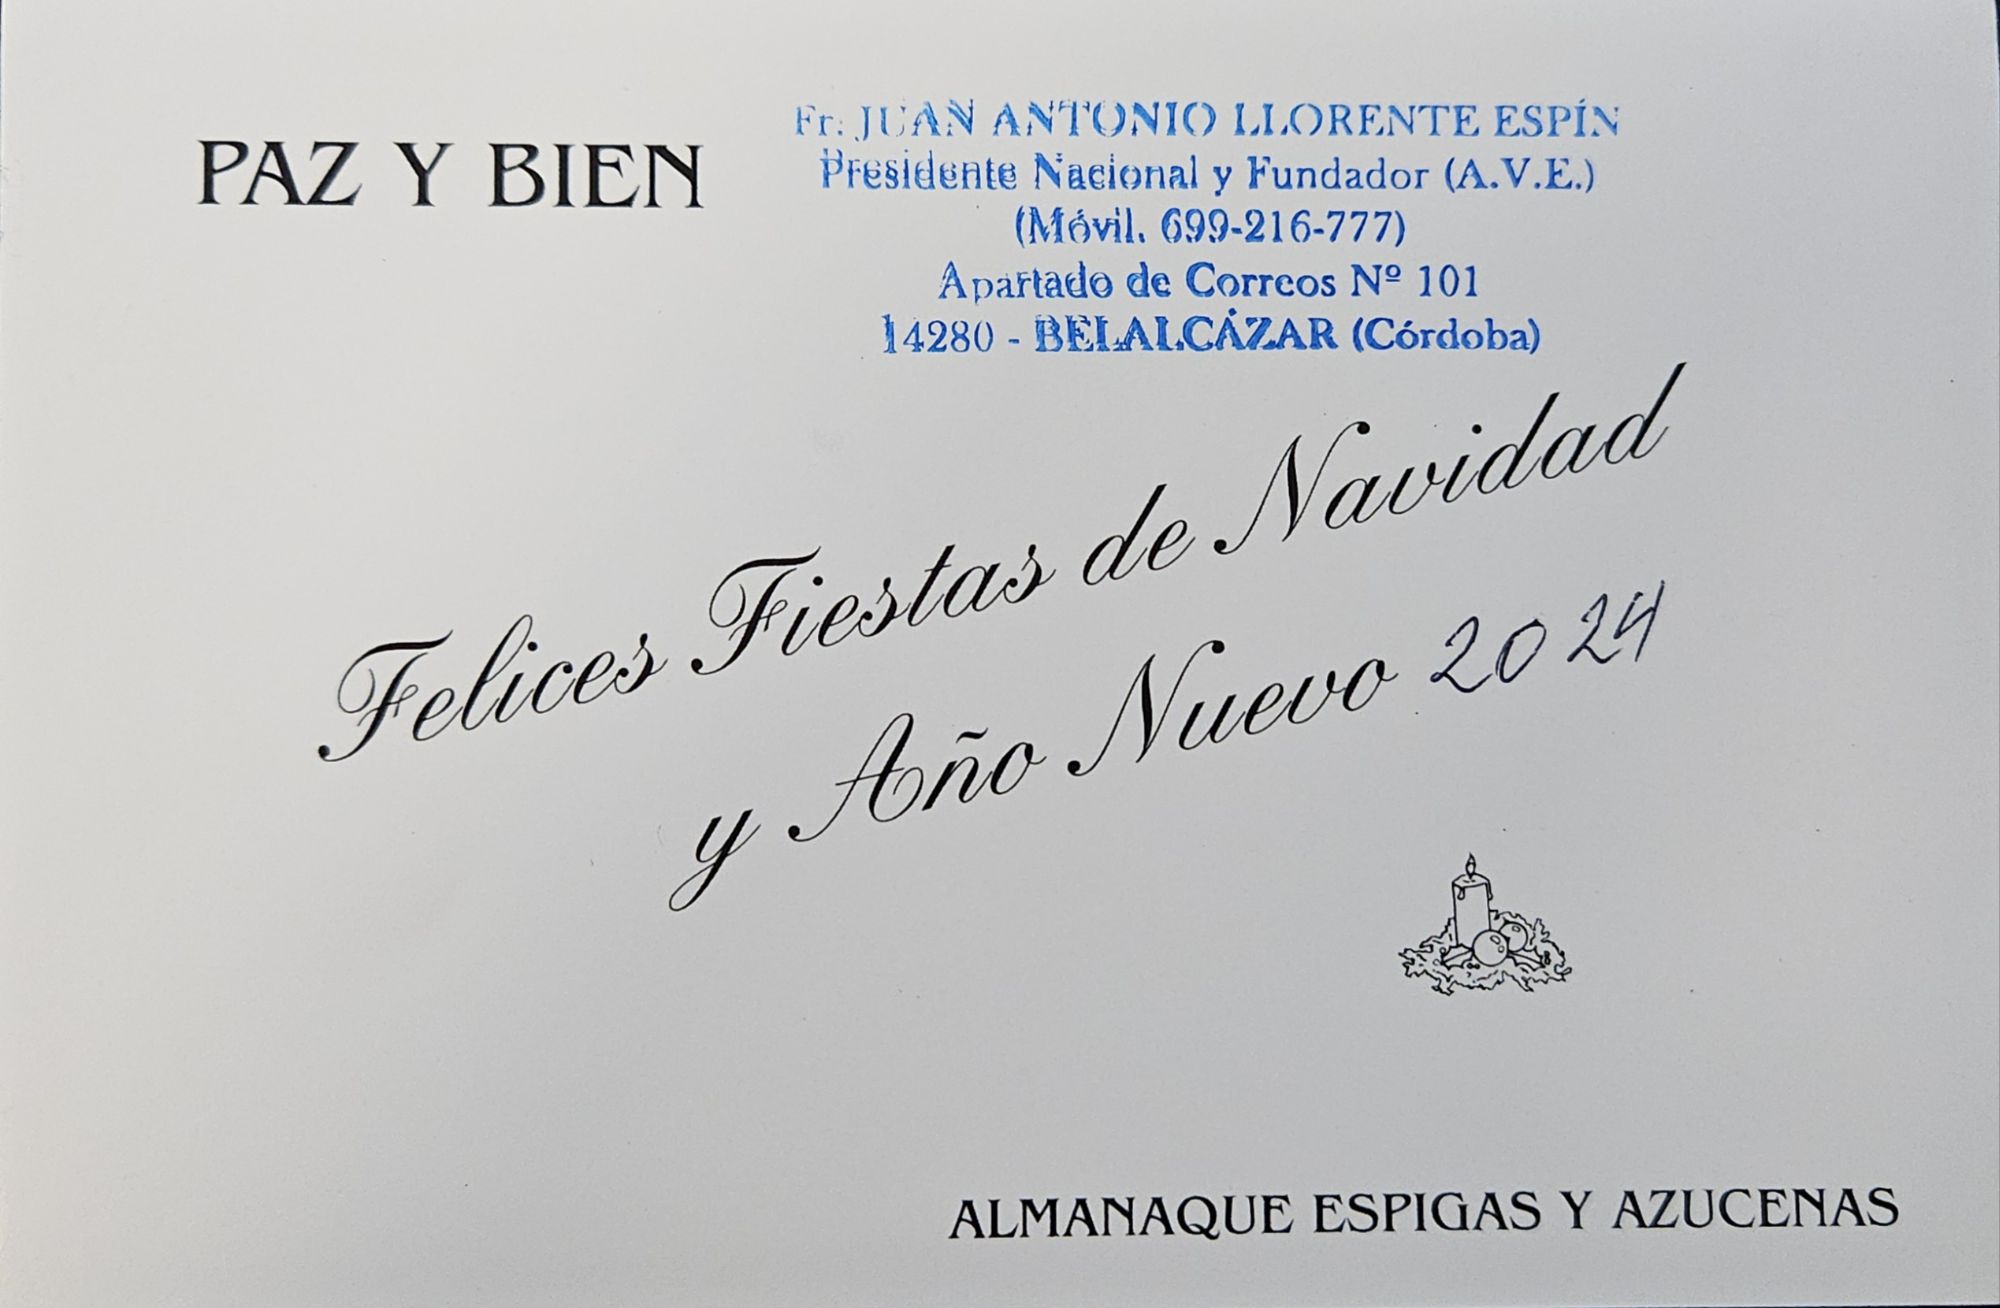 PAZ Y BIEN
Fr. JUAN ANTONIO LLORENTE ESPÍN
Presidente Nacional y Fundador (A.V.E.)
(Móvil. 699-216-777)
Apartado de Correos Nº 101
14280 - BELALCÁZAR (Córdoba)
Felices Fiestas de Navidad
y Año Nuevo 2024
ALMANAQUE ESPIGAS Y AZUCENAS